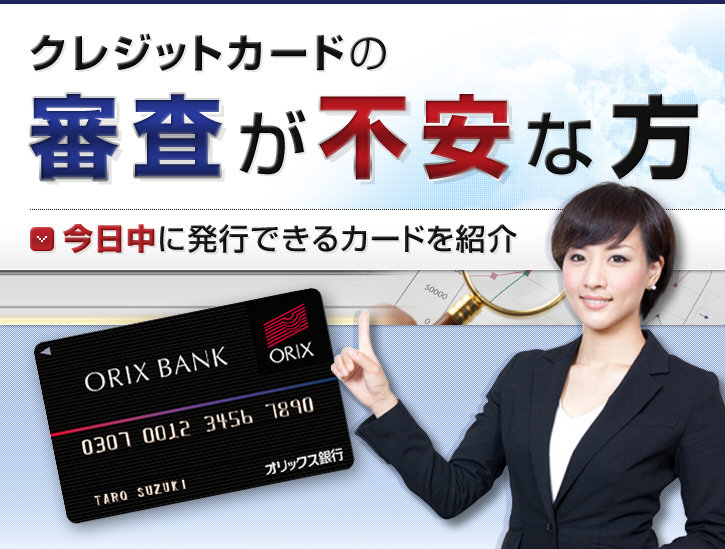 クレジットカードの
審査が不安な方
今日中に発行できるカードを紹介
50000
0
ORIX BANK
ORIX
0307 0012 3456 7890
オリックス銀行
TARO SUZUKI